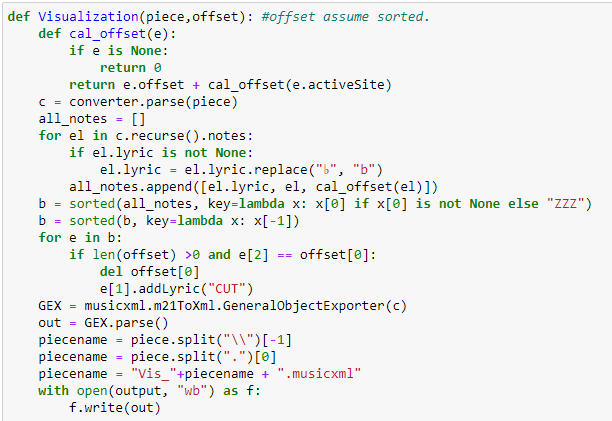 def Visualization(piece,offset): #offset assume sorted.
    def cal_offset(e):
        if e is None:
            return 0
        return e.offset + cal_offset(e.activeSite)
    c = converter.parse(piece)
    all_notes = []
    for el in c.recurse().notes:
        if el.lyric is not None:
            el.lyric = el.lyric.replace("♭", "b")
        all_notes.append([el.lyric, el, cal_offset(el)])
    b = sorted(all_notes, key=lambda x: x[0] if x[0] is not None else "ZZZ")
    b = sorted(b, key=lambda x: x[-1])
    for e in b:
        if len(offset) >0 and e[2] == offset[0]:
            del offset[0]
            e[1].addLyric("CUT")
    GEX = musicxml.m21ToXml.GeneralObjectExporter(c)
    out = GEX.parse()
    piecename = piece.split("\\")[-1]
    piecename = piece.split(".")[0]
    piecename = "Vis_"+piecename + ".musicxml"
    with open(output, "wb") as f:
        f.write(out)